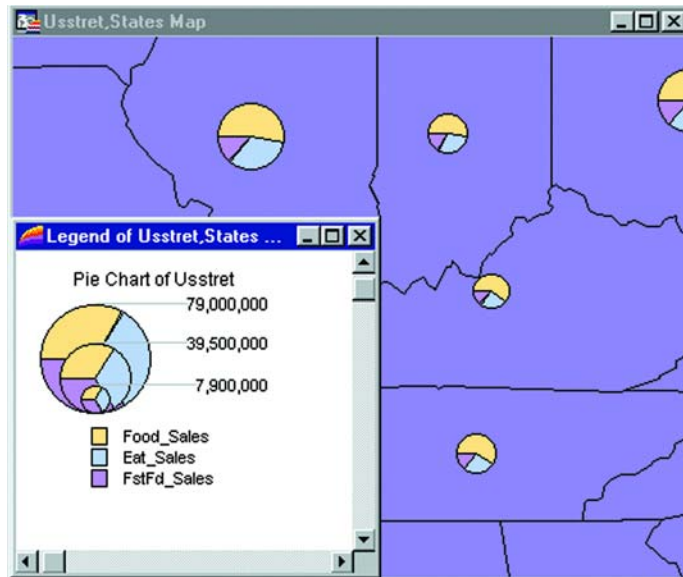 Usstret,States Map
Legend of Usstret,States ...
Pie Chart of Usstret
79,000,000
39,500,000
7,900,000
Food_Sales
Eat_Sales
FstFd_Sales